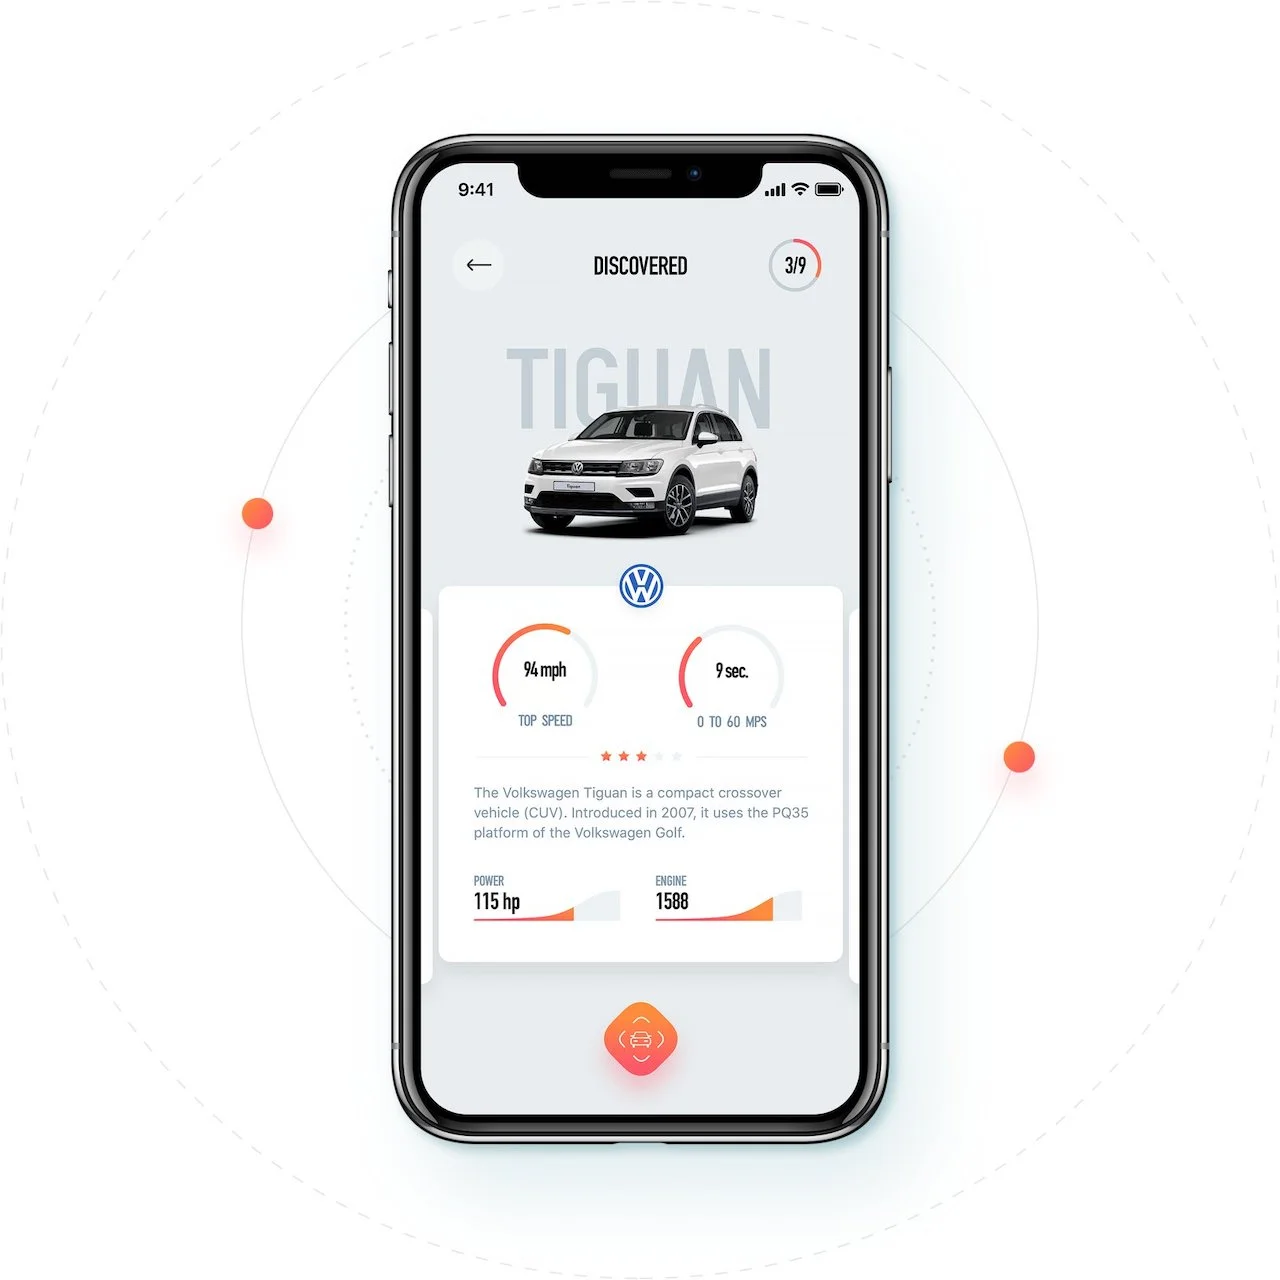 9:41
DISCOVERED
3/9
TIGUAN
Tiguan
94 mph
9 sec.
TOP SPEED
0 TO 60 MPS
The Volkswagen Tiguan is a compact crossover
vehicle (CUV). Introduced in 2007, it uses the PQ35
platform of the Volkswagen Golf.
POWER
115 hp
ENGINE
1588